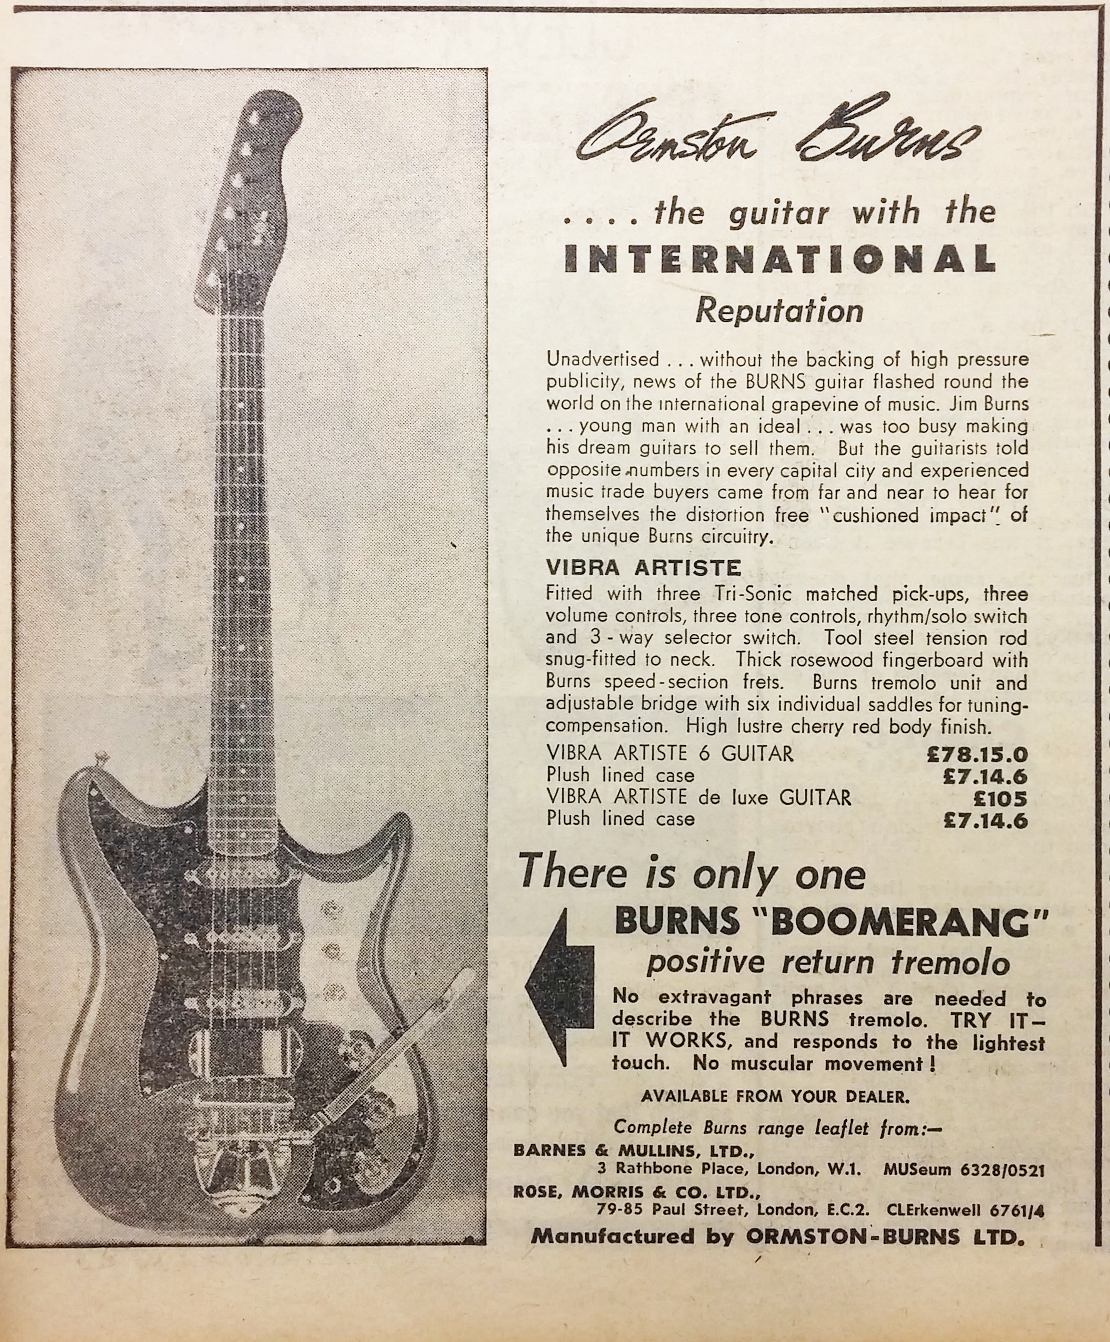 Ormston Burns
. . . . the guitar with the
INTERNATIONAL
Reputation
Unadvertised . . . without the backing of high pressure
publicity, news of the BURNS guitar flashed round the
world on the international grapevine of music. Jim Burns
. . . young man with an ideal . . . was too busy making
his dream guitars to sell them. But the guitarists told
opposite numbers in every capital city and experienced
music trade buyers came from far and near to hear for
themselves the distortion free "cushioned impact" of
the unique Burns circuitry.
VIBRA ARTISTE
Fitted with three Tri-Sonic matched pick-ups, three
volume controls, three tone controls, rhythm/solo switch
and 3-way selector switch. Tool steel tension rod
snug-fitted to neck. Thick rosewood fingerboard with
Burns speed-section frets. Burns tremolo unit and
adjustable bridge with six individual saddles for tuning-
compensation. High lustre cherry red body finish.
VIBRA ARTISTE 6 GUITAR £78.15.0
Plush lined case £7.14.6
VIBRA ARTISTE de luxe GUITAR £105
Plush lined case £7.14.6
There is only one
BURNS "BOOMERANG"
positive return tremolo
No extravagant phrases are needed to
describe the BURNS tremolo. TRY IT—
IT WORKS, and responds to the lightest
touch. No muscular movement!
AVAILABLE FROM YOUR DEALER.
Complete Burns range leaflet from:—
BARNES & MULLINS, LTD.,
3 Rathbone Place, London, W.1. MUSeum 6328/0521
ROSE, MORRIS & CO. LTD.,
79-85 Paul Street, London, E.C.2. CLErkenwell 6761/4
Manufactured by ORMSTON-BURNS LTD.